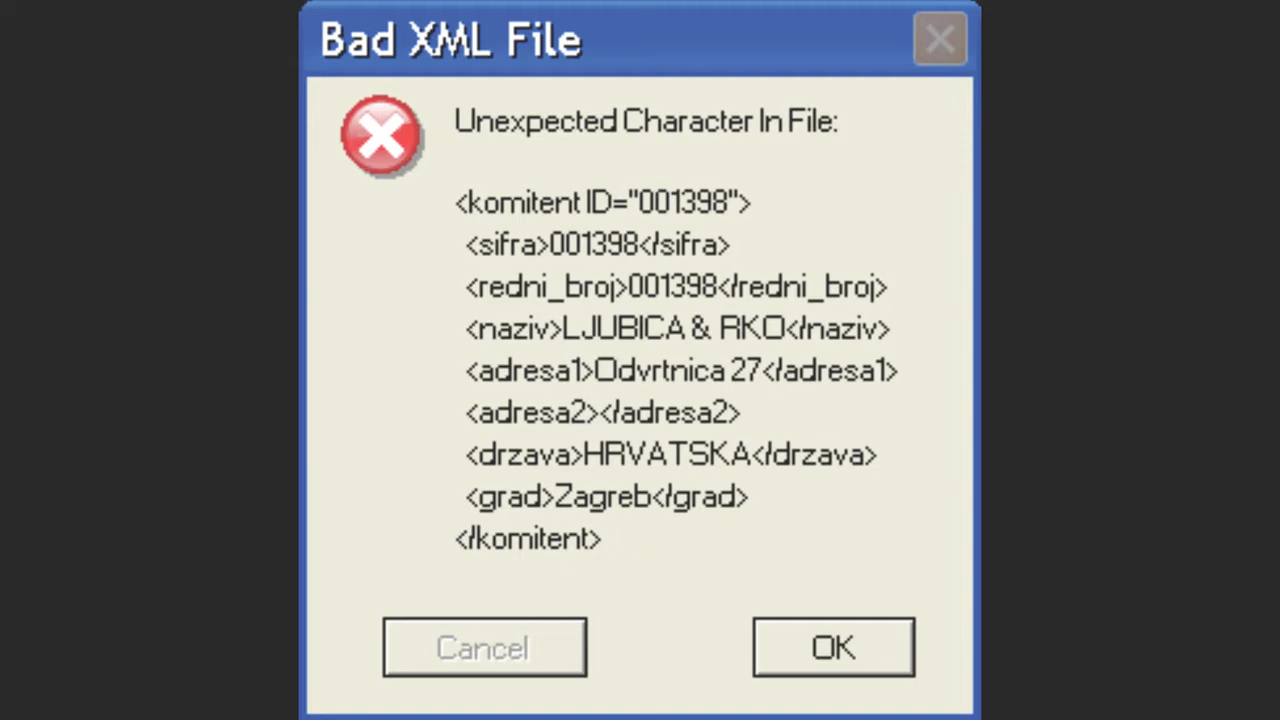 Bad XML File
Unexpected Character In File:
<komitent ID="001398">
<sifra>001398</sifra>
<redni_broj>001398</redni_broj>
<naziv>LJUBICA & RKO</naziv>
<adresa1>Odvrtnica 27</adresa1>
<adresa2></adresa2>
<drzava>HRVATSKA</drzava>
<grad>Zagreb</grad>
</komitent>
Cancel OK